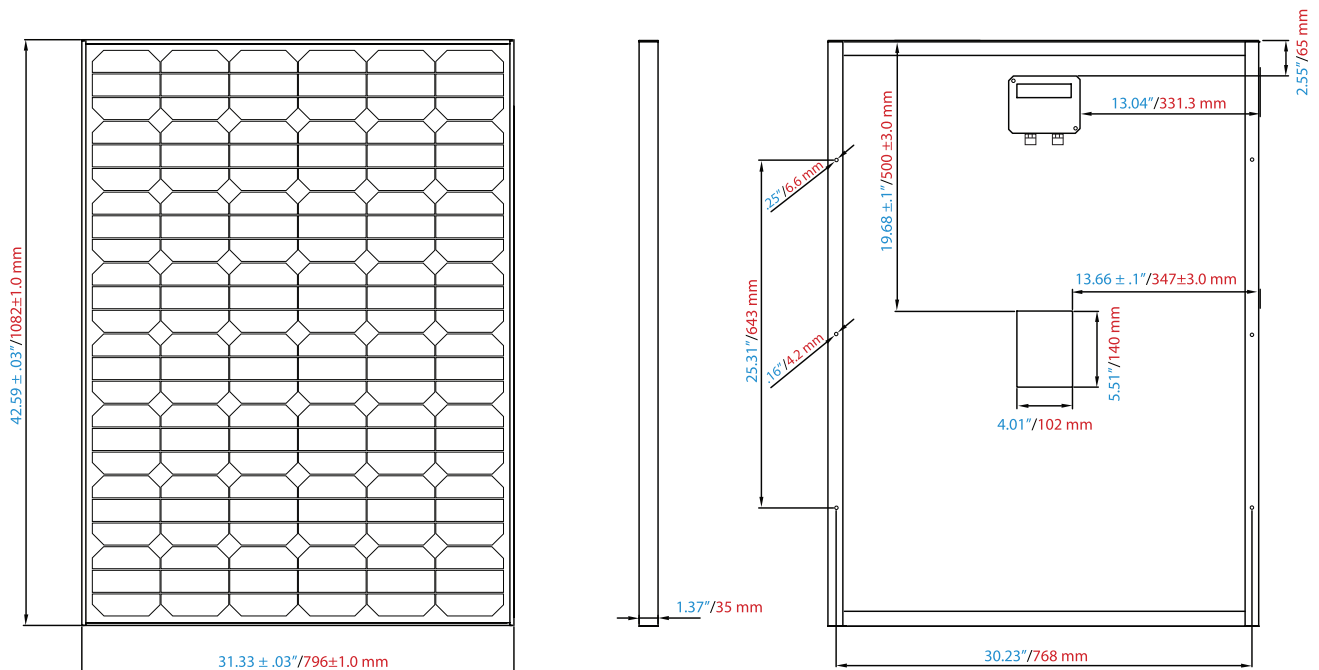 42.59 ± .03"/1082±1.0 mm
31.33 ± .03"/796±1.0 mm
1.37"/35 mm
2.55"/65 mm
13.04"/331.3 mm
19.68 ±.1"/500 ±3.0 mm
.25"/6.6 mm
25.31"/643 mm
.16"/4.2 mm
13.66 ± .1"/347±3.0 mm
5.51"/140 mm
4.01"/102 mm
30.23"/768 mm